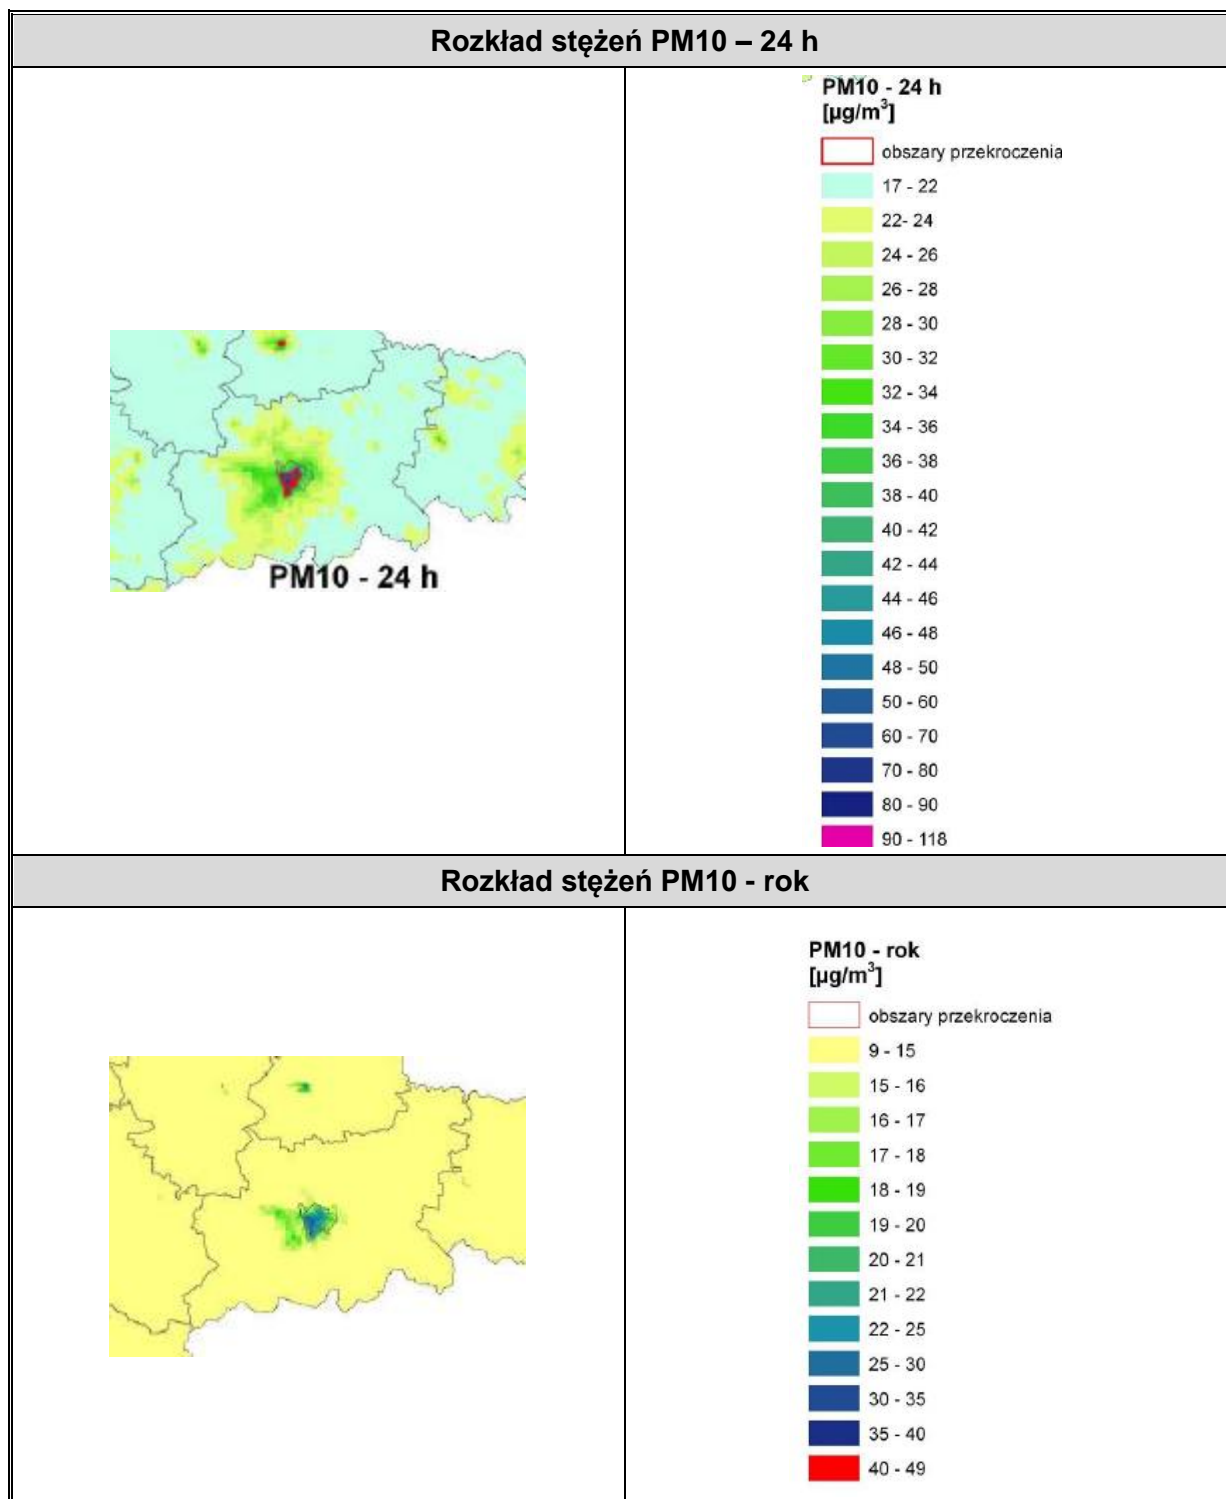 Rozkład stężeń PM10 – 24 h
PM10 - 24 h
PM10 - 24 h
[µg/m³]
obszary przekroczenia
17 - 22
22- 24
24 - 26
26 - 28
28 - 30
30 - 32
32 - 34
34 - 36
36 - 38
38 - 40
40 - 42
42 - 44
44 - 46
46 - 48
48 - 50
50 - 60
60 - 70
70 - 80
80 - 90
90 - 118
Rozkład stężeń PM10 - rok
PM10 - rok
[µg/m³]
obszary przekroczenia
9 - 15
15 - 16
16 - 17
17 - 18
18 - 19
19 - 20
20 - 21
21 - 22
22 - 25
25 - 30
30 - 35
35 - 40
40 - 49